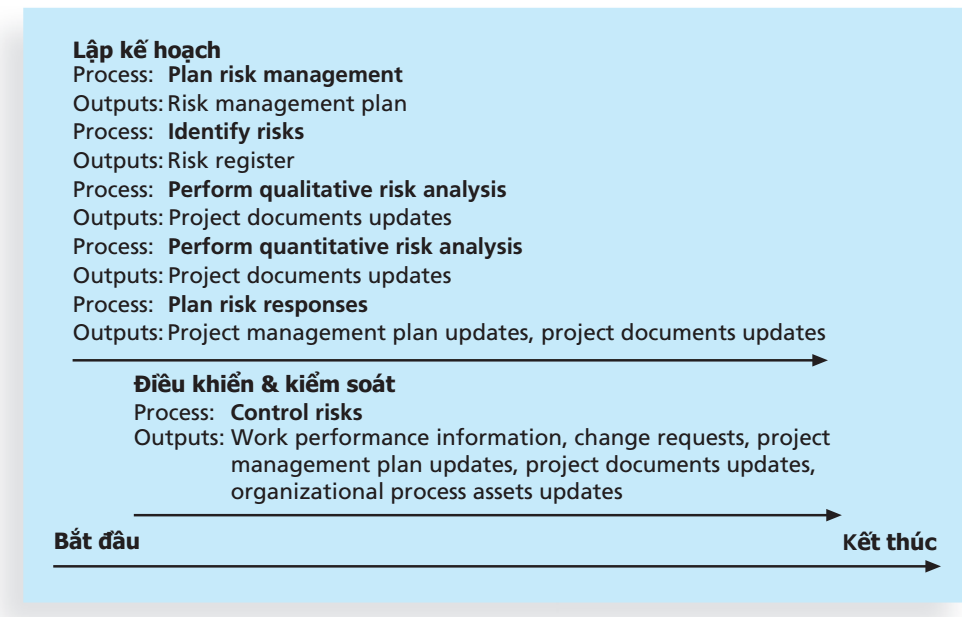 Lập kế hoạch
Process: Plan risk management
Outputs: Risk management plan
Process: Identify risks
Outputs: Risk register
Process: Perform qualitative risk analysis
Outputs: Project documents updates
Process: Perform quantitative risk analysis
Outputs: Project documents updates
Process: Plan risk responses
Outputs: Project management plan updates, project documents updates
Điều khiển & kiểm soát
Process: Control risks
Outputs: Work performance information, change requests, project
management plan updates, project documents updates,
organizational process assets updates
Bắt đầu Kết thúc